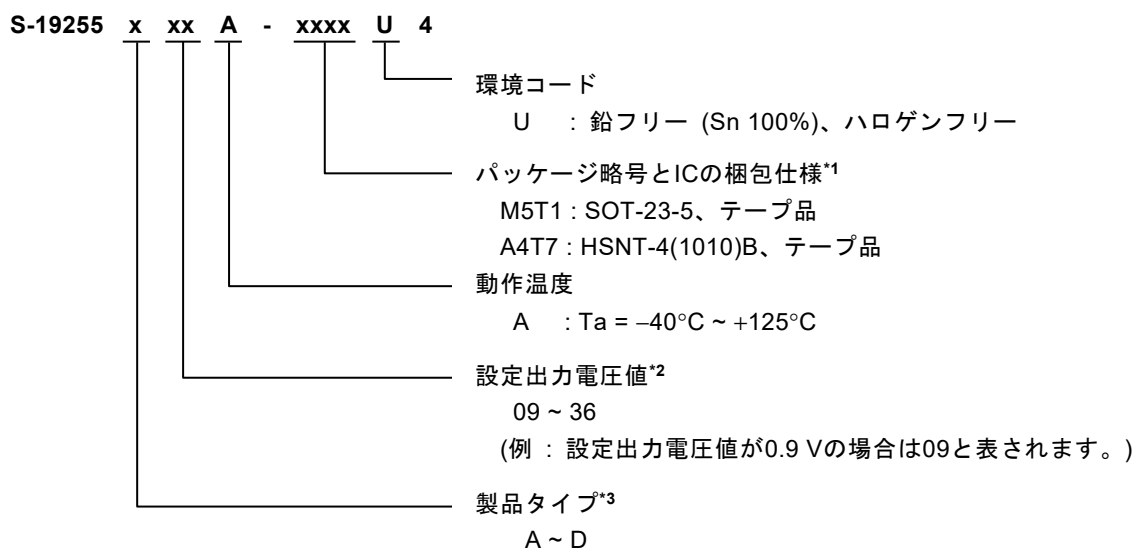 S-19255 x xx A - xxxx U 4
環境コード
U : 鉛フリー (Sn 100%)、ハロゲンフリー
パッケージ略号とICの梱包仕様*1
M5T1 : SOT-23-5、テープ品
A4T7 : HSNT-4(1010)B、テープ品
動作温度
A : Ta = −40°C ~ +125°C
設定出力電圧値*2
09 ~ 36
(例 : 設定出力電圧値が0.9 Vの場合は09と表されます。)
製品タイプ*3
A ~ D